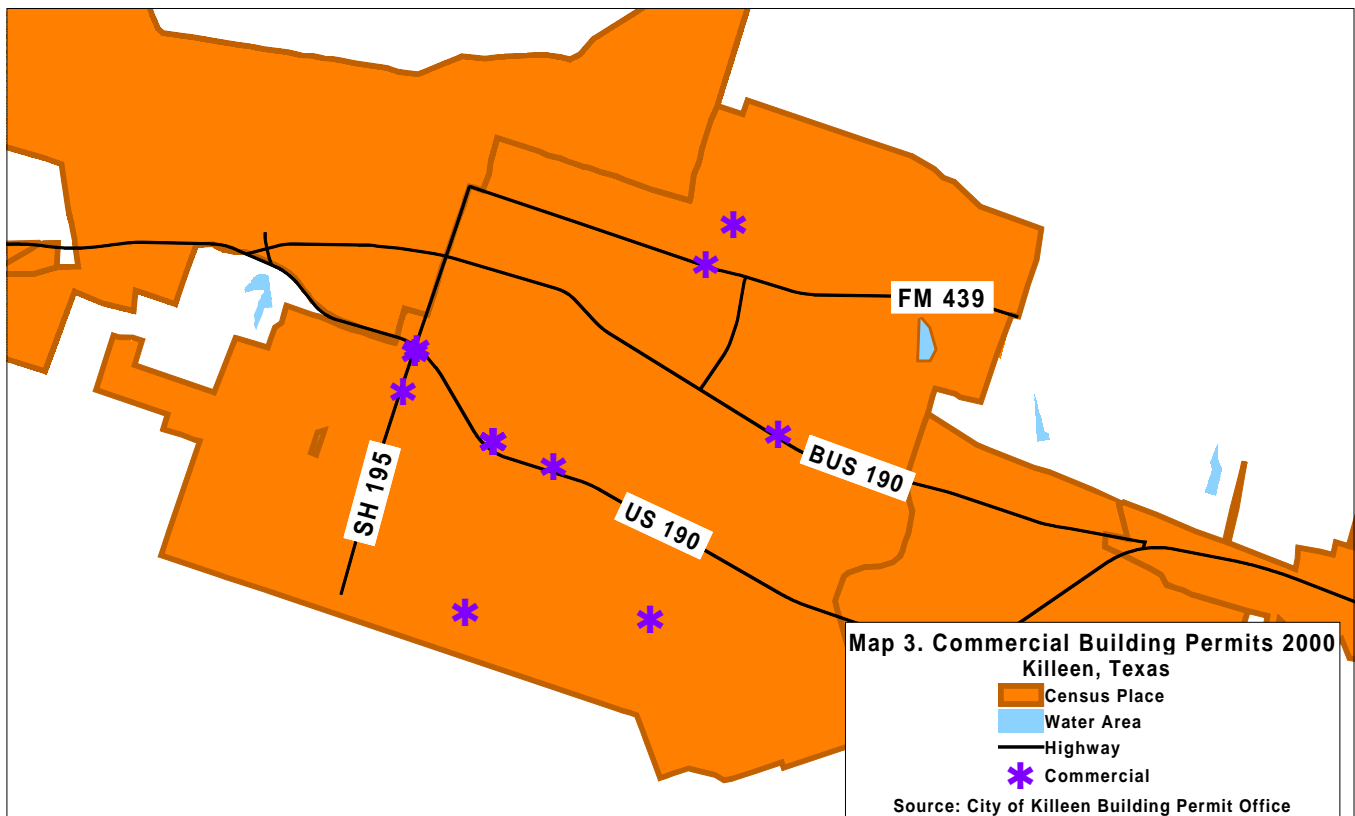 FM 439
BUS 190
SH 195
US 190
Map 3. Commercial Building Permits 2000
Killeen, Texas
Census Place
Water Area
Highway
Commercial
Source: City of Killeen Building Permit Office